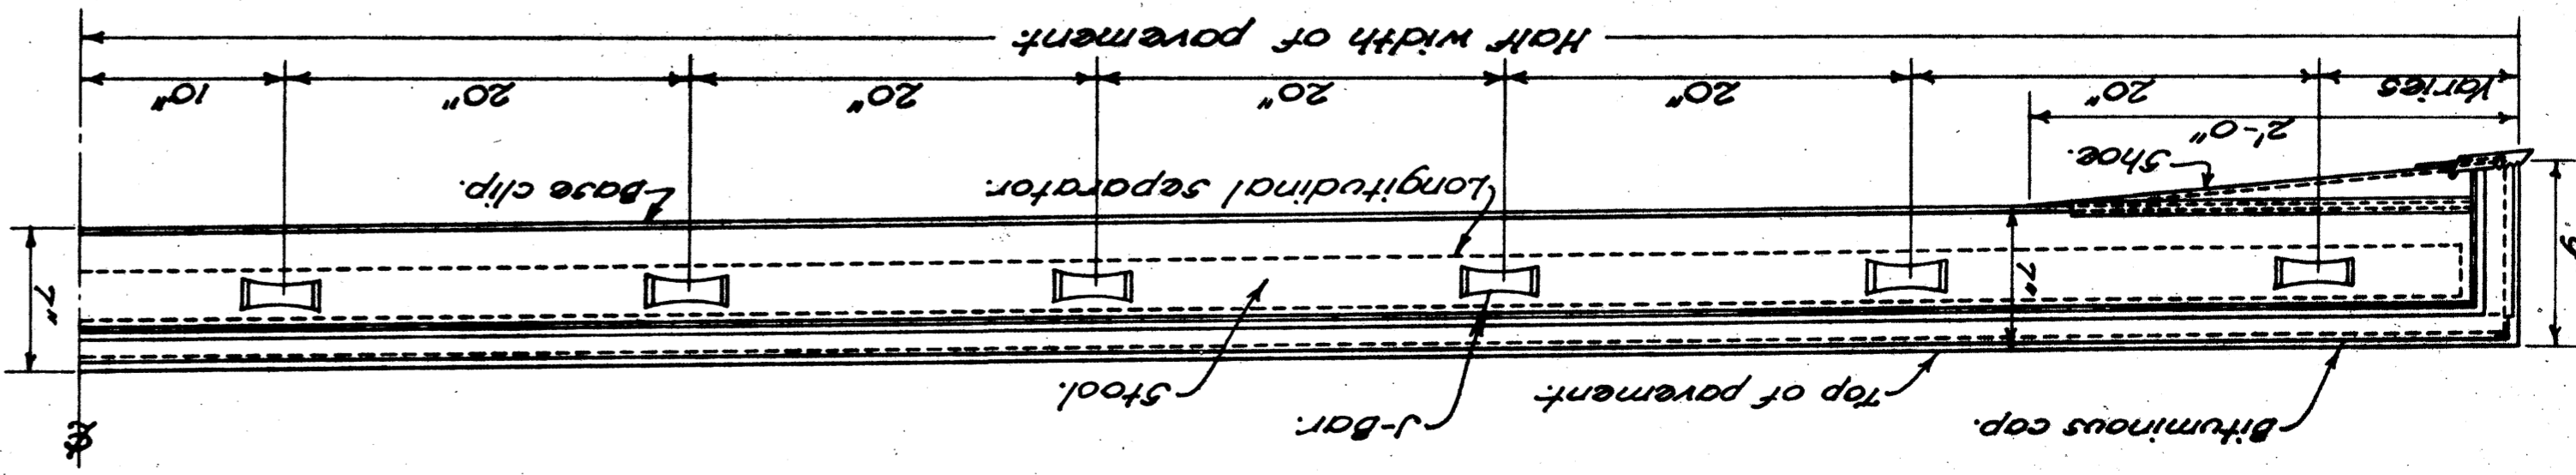 Bituminous cap.
Top of pavement.
J-Bar.
Stool.
℄
9"
7"
7"
Shoe.
Longitudinal separator.
Base clip.
2'-0"
Varies
20"
20"
20"
20"
20"
10"
Half width of pavement.